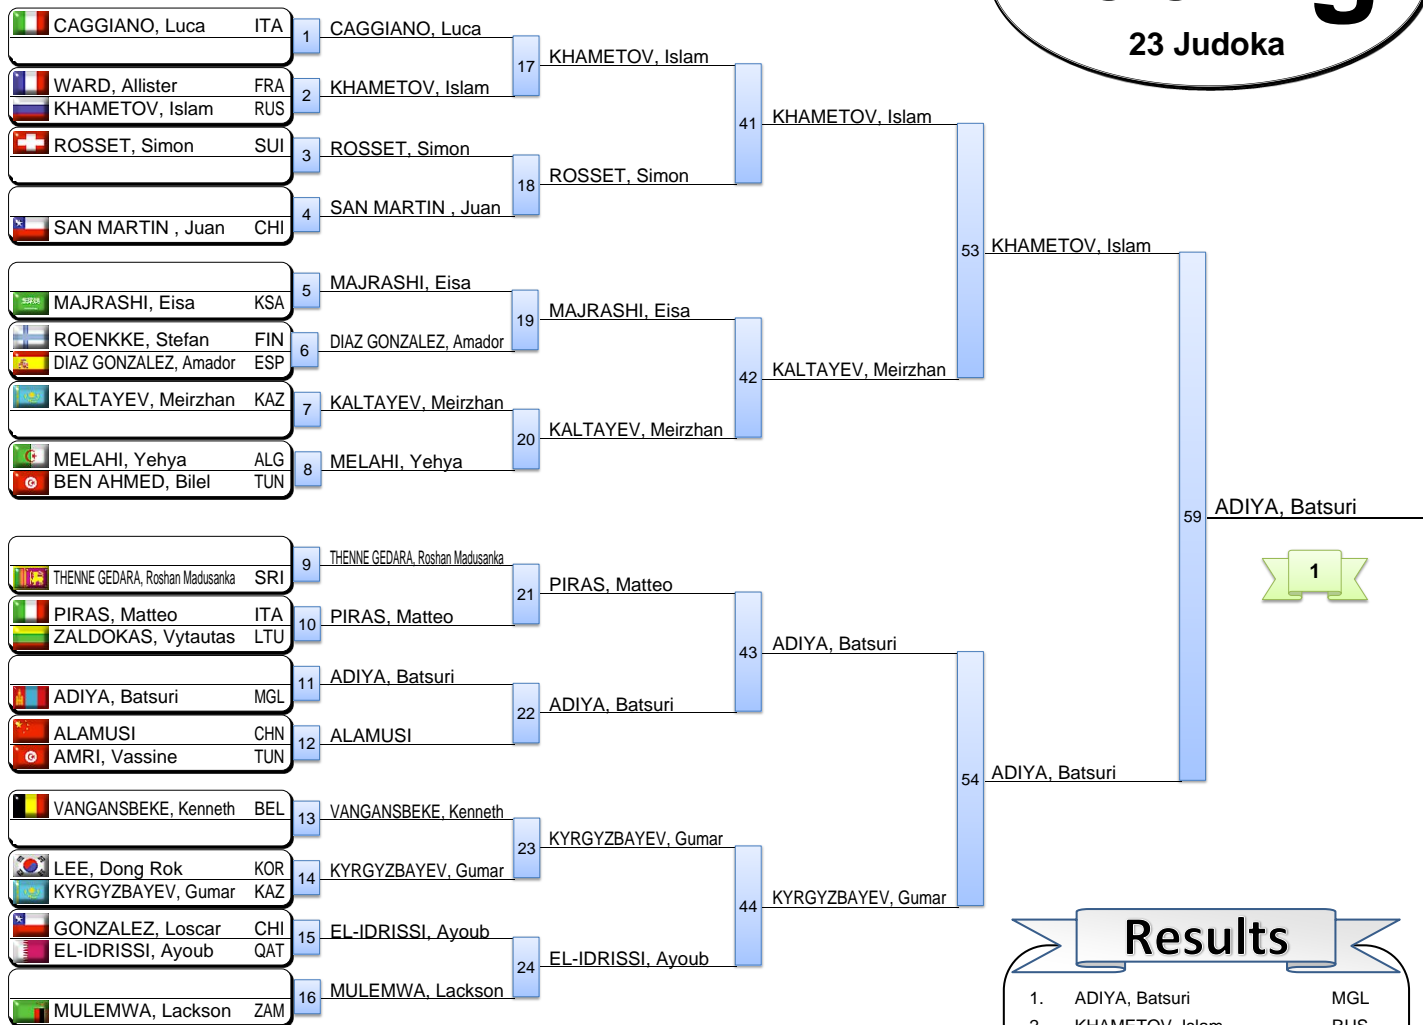 23 Judoka
CAGGIANO, Luca ITA
WARD, Allister FRA
KHAMETOV, Islam RUS
ROSSET, Simon SUI
SAN MARTIN , Juan CHI
MAJRASHI, Eisa KSA
ROENKKE, Stefan FIN
DIAZ GONZALEZ, Amador ESP
KALTAYEV, Meirzhan KAZ
MELAHI, Yehya ALG
BEN AHMED, Bilel TUN
THENNE GEDARA, Roshan Madusanka SRI
PIRAS, Matteo ITA
ZALDOKAS, Vytautas LTU
ADIYA, Batsuri MGL
ALAMUSI CHN
AMRI, Vassine TUN
VANGANSBEKE, Kenneth BEL
LEE, Dong Rok KOR
KYRGYZBAYEV, Gumar KAZ
GONZALEZ, Loscar CHI
EL-IDRISSI, Ayoub QAT
MULEMWA, Lackson ZAM
1 CAGGIANO, Luca
2 KHAMETOV, Islam
3 ROSSET, Simon
4 SAN MARTIN , Juan
5 MAJRASHI, Eisa
6 DIAZ GONZALEZ, Amador
7 KALTAYEV, Meirzhan
8 MELAHI, Yehya
9 THENNE GEDARA, Roshan Madusanka
10 PIRAS, Matteo
11 ADIYA, Batsuri
12 ALAMUSI
13 VANGANSBEKE, Kenneth
14 KYRGYZBAYEV, Gumar
15 EL-IDRISSI, Ayoub
16 MULEMWA, Lackson
17 KHAMETOV, Islam
18 ROSSET, Simon
19 MAJRASHI, Eisa
20 KALTAYEV, Meirzhan
21 PIRAS, Matteo
22 ADIYA, Batsuri
23 KYRGYZBAYEV, Gumar
24 EL-IDRISSI, Ayoub
41 KHAMETOV, Islam
42 KALTAYEV, Meirzhan
43 ADIYA, Batsuri
44 KYRGYZBAYEV, Gumar
53 KHAMETOV, Islam
54 ADIYA, Batsuri
59 ADIYA, Batsuri
1
Results
1. ADIYA, Batsuri MGL
2. KHAMETOV, Islam RUS